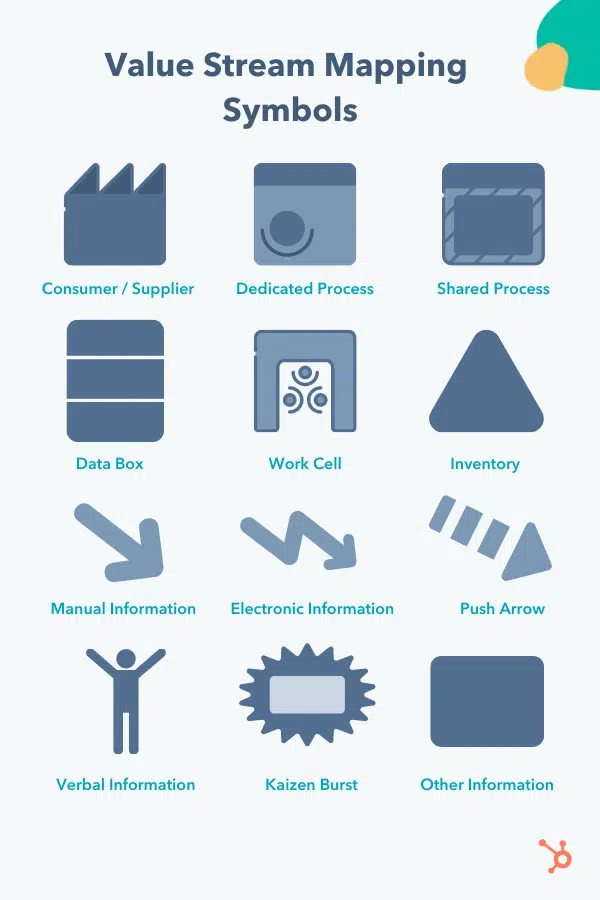 Value Stream Mapping
Symbols
Consumer / Supplier
Dedicated Process
Shared Process
Data Box
Work Cell
Inventory
Manual Information
Electronic Information
Push Arrow
Verbal Information
Kaizen Burst
Other Information